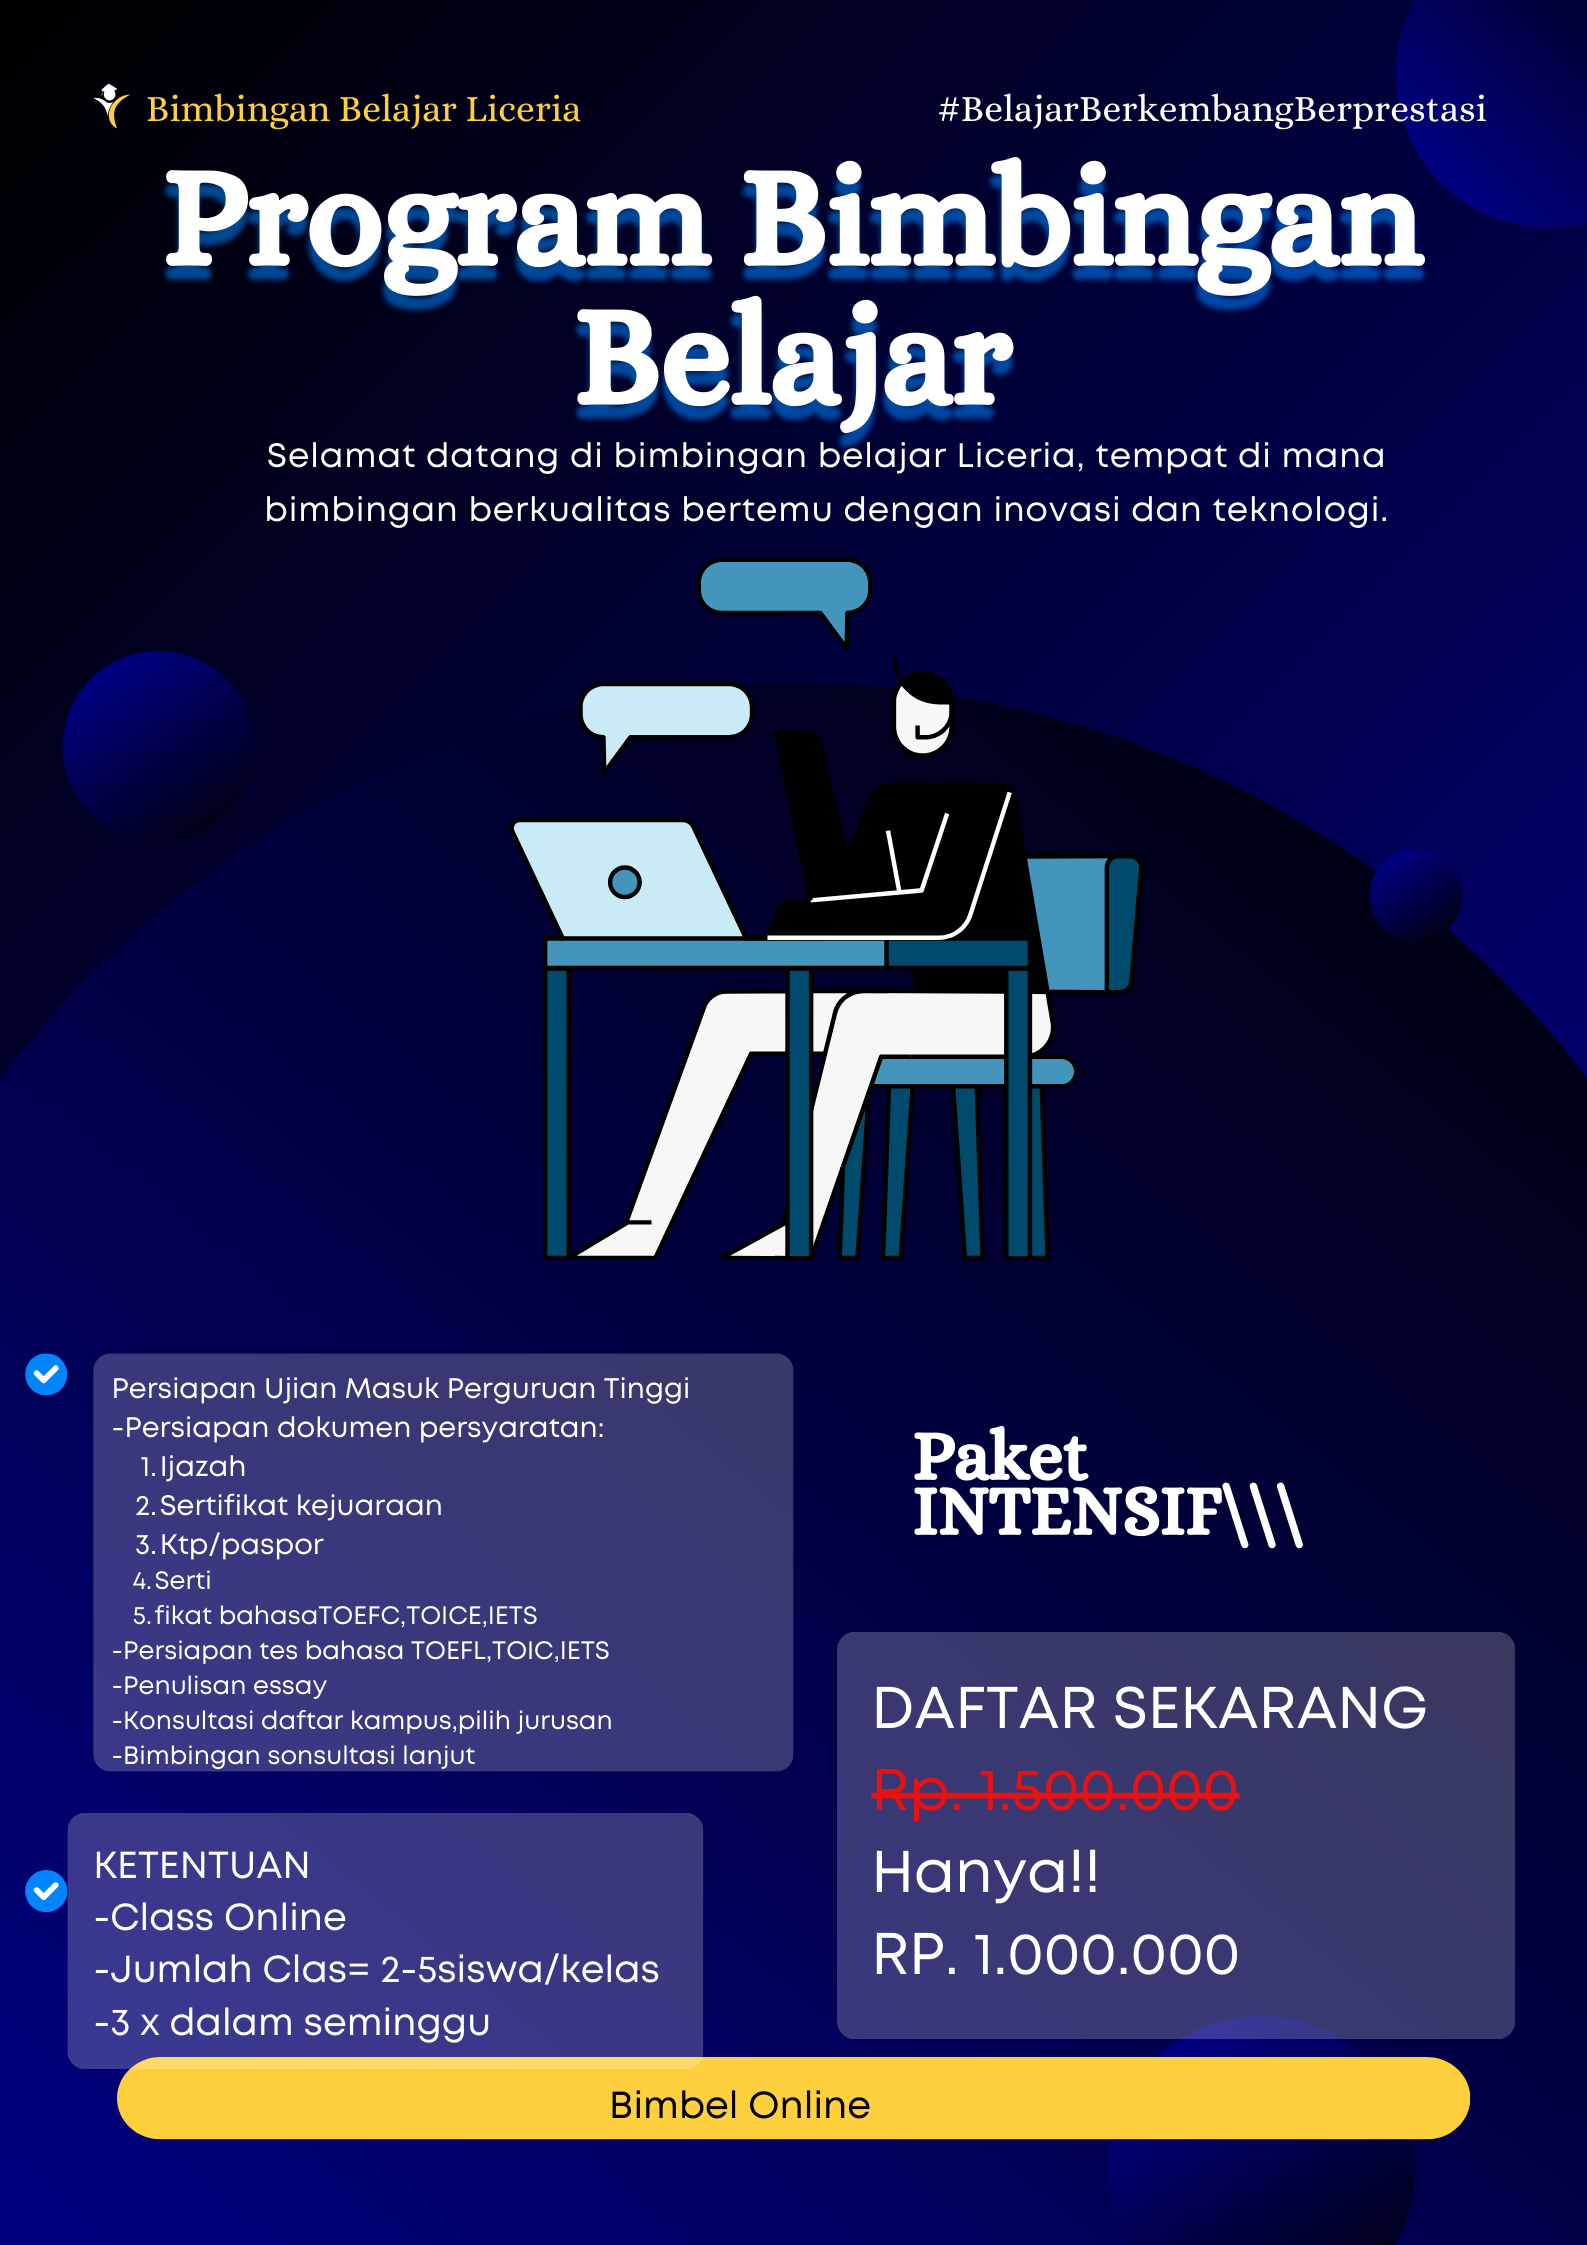 Bimbingan Belajar Liceria
#BelajarBerkembangBerprestasi
Program Bimbingan
Belajar
Selamat datang di bimbingan belajar Liceria, tempat di mana
bimbingan berkualitas bertemu dengan inovasi dan teknologi.
Persiapan Ujian Masuk Perguruan Tinggi
-Persiapan dokumen persyaratan:
1. Ijazah
2. Sertifikat kejuaraan
3. Ktp/paspor
4. Serti
5. fikat bahasaTOEFC,TOICE,IETS
-Persiapan tes bahasa TOEFL,TOIC,IETS
-Penulisan essay
-Konsultasi daftar kampus,pilih jurusan
-Bimbingan sonsultasi lanjut
Paket
INTENSIF\\\
DAFTAR SEKARANG
Rp. 1.500.000
Hanya!!
RP. 1.000.000
KETENTUAN
-Class Online
-Jumlah Clas= 2-5siswa/kelas
-3 x dalam seminggu
Bimbel Online